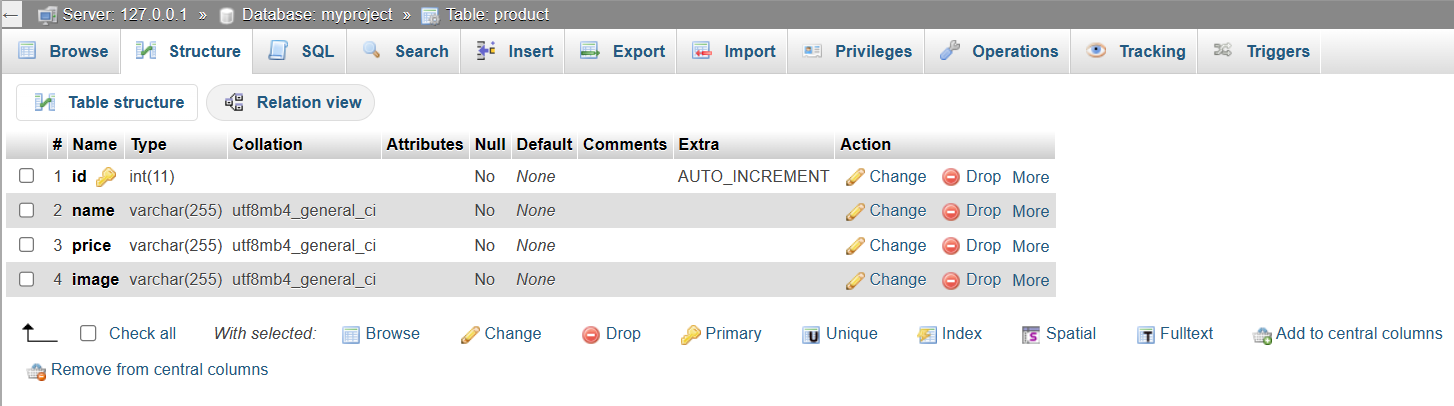 ← Server: 127.0.0.1 » Database: myproject » Table: product
Browse Structure SQL Search Insert Export Import Privileges Operations Tracking Triggers
Table structure Relation view
# Name Type Collation Attributes Null Default Comments Extra Action
1 id int(11) No None AUTO_INCREMENT Change Drop More
2 name varchar(255) utf8mb4_general_ci No None Change Drop More
3 price varchar(255) utf8mb4_general_ci No None Change Drop More
4 image varchar(255) utf8mb4_general_ci No None Change Drop More
Check all With selected: Browse Change Drop Primary Unique Index Spatial Fulltext Add to central columns
Remove from central columns